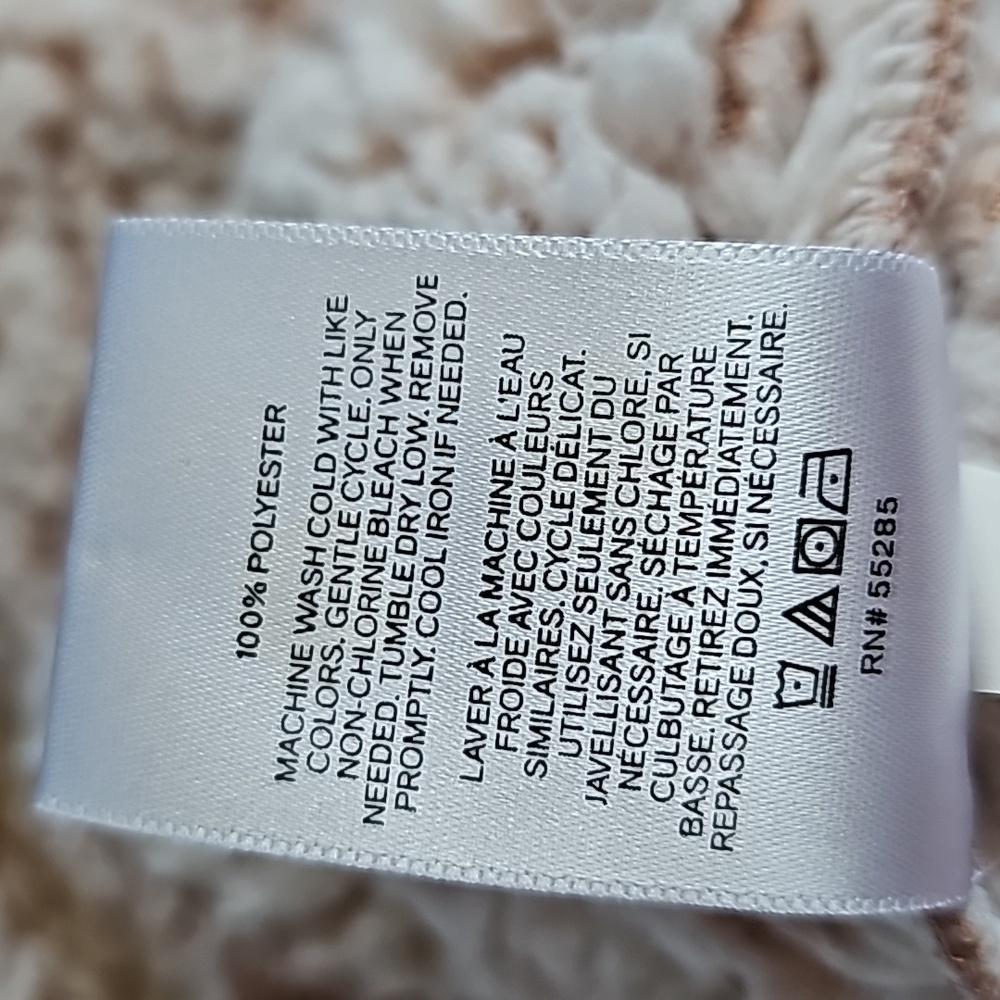 100% POLYESTER
MACHINE WASH COLD WITH LIKE
COLORS. GENTLE CYCLE. ONLY
NON-CHLORINE BLEACH WHEN
NEEDED. TUMBLE DRY LOW. REMOVE
PROMPTLY. COOL IRON IF NEEDED.
LAVER À LA MACHINE À L'EAU
FROIDE AVEC COULEURS
SIMILAIRES. CYCLE DÉLICAT.
UTILISEZ SEULEMENT DU
JAVELLISANT SANS CHLORE, SI
NÉCESSAIRE. SÉCHAGE PAR
CULBUTAGE À TEMPÉRATURE
BASSE. RETIREZ IMMÉDIATEMENT.
REPASSAGE DOUX, SI NÉCESSAIRE.
RN# 55285